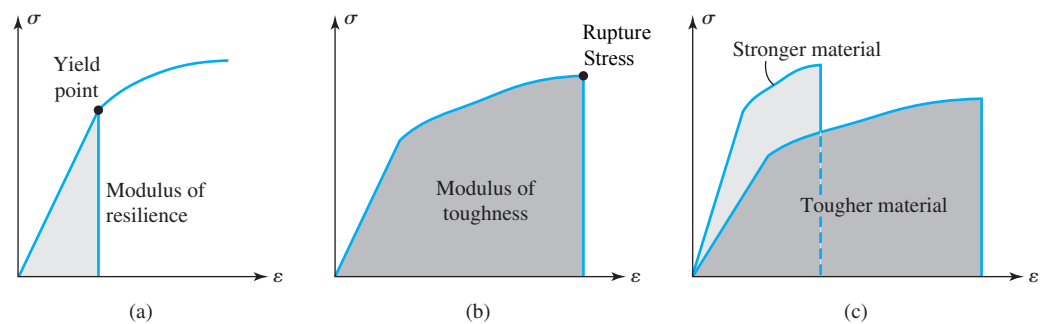 σ
Yield
point
Modulus of
resilience
ε
(a)
σ
Rupture
Stress
Modulus of
toughness
ε
(b)
σ
Stronger material
Tougher material
ε
(c)